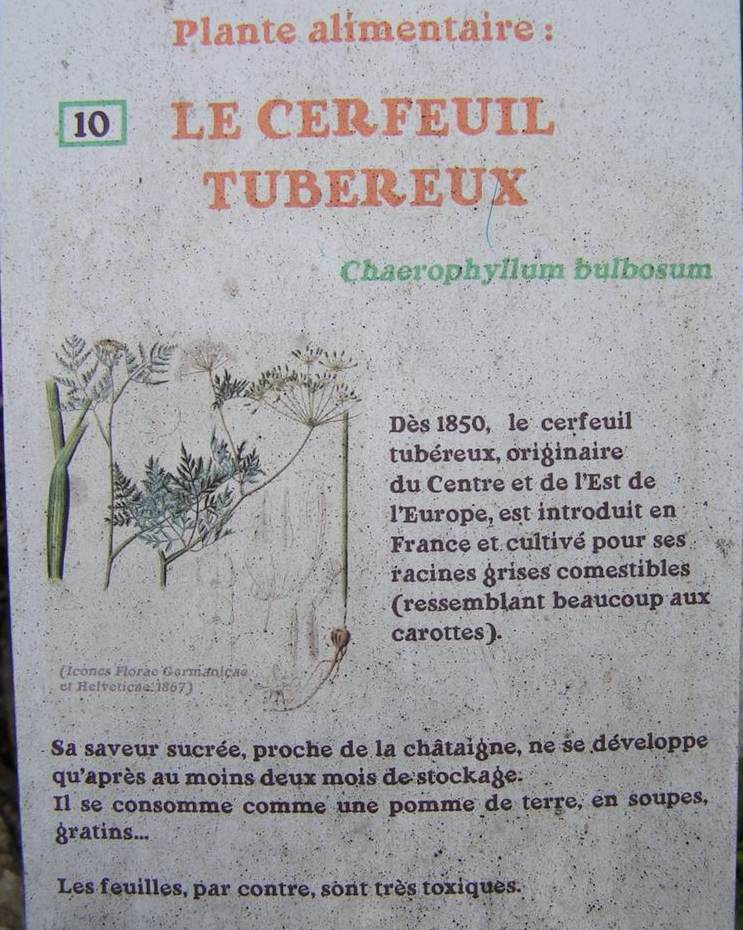 Plante alimentaire :
10
LE CERFEUIL
TUBEREUX
Chaerophyllum bulbosum
Dès 1850, le cerfeuil
tubéreux, originaire
du Centre et de l'Est de
l'Europe, est introduit en
France et cultivé pour ses
racines grises comestibles
(ressemblant beaucoup aux
carottes).
(Icones Florae Germanicae
et Helveticae. 1867)
Sa saveur sucrée, proche de la châtaigne, ne se développe
qu'après au moins deux mois de stockage.
Il se consomme comme une pomme de terre, en soupes,
gratins...
Les feuilles, par contre, sont très toxiques.